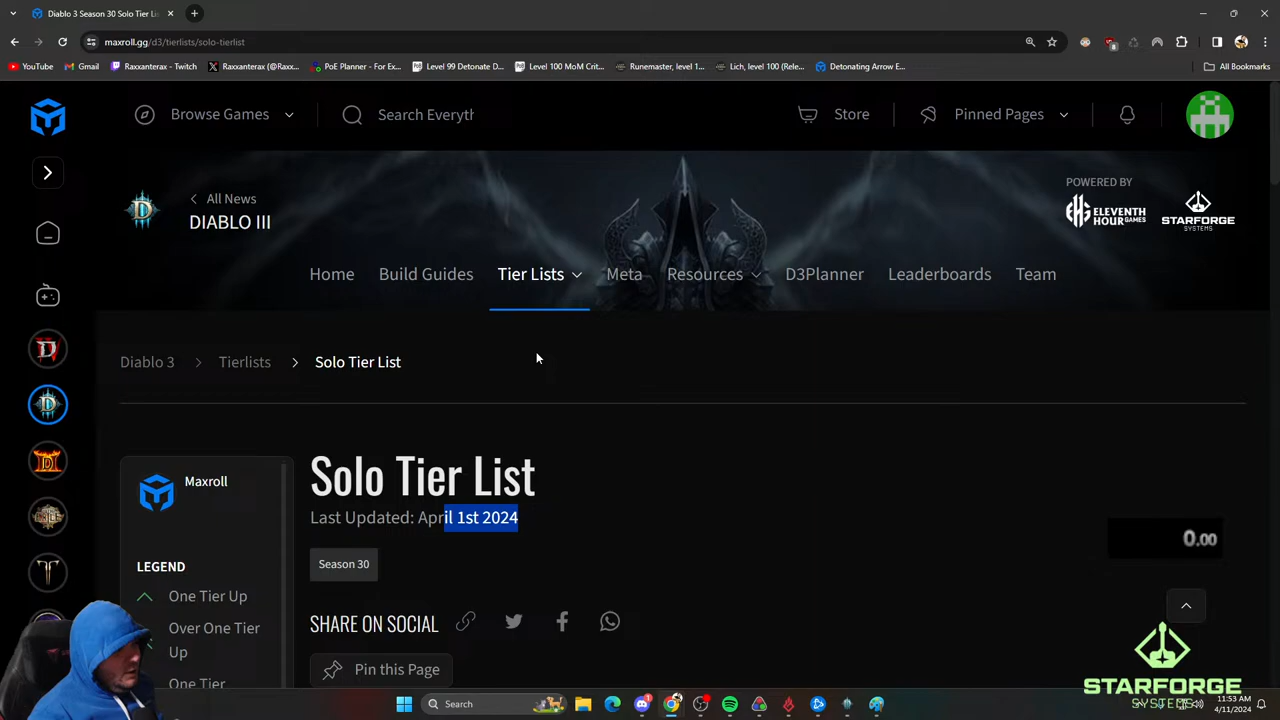 Diablo 3 Season 30 Solo Tier Li
maxroll.gg/d3/tierlists/solo-tierlist
YouTube
Gmail
Raxxanterax - Twitch
Raxxanterax (@Raxx...
PoE Planner - For Ex...
Level 99 Detonate D...
Level 100 MoM Crit...
Runemaster, level 1...
Lich, level 100 (Rele...
Detonating Arrow E...
All Bookmarks
Browse Games
Search Everyth
Store
Pinned Pages
All News
DIABLO III
POWERED BY
ELEVENTH HOUR GAMES
STARFORGE SYSTEMS
Home
Build Guides
Tier Lists
Meta
Resources
D3Planner
Leaderboards
Team
Diablo 3
Tierlists
Solo Tier List
Solo Tier List
Last Updated: April 1st 2024
Season 30
Maxroll
LEGEND
One Tier Up
Over One Tier
Up
One Tier
SHARE ON SOCIAL
Pin this Page
0.00
STARFORGE
SYSTEMS
Search
11:53 AM
4/11/2024